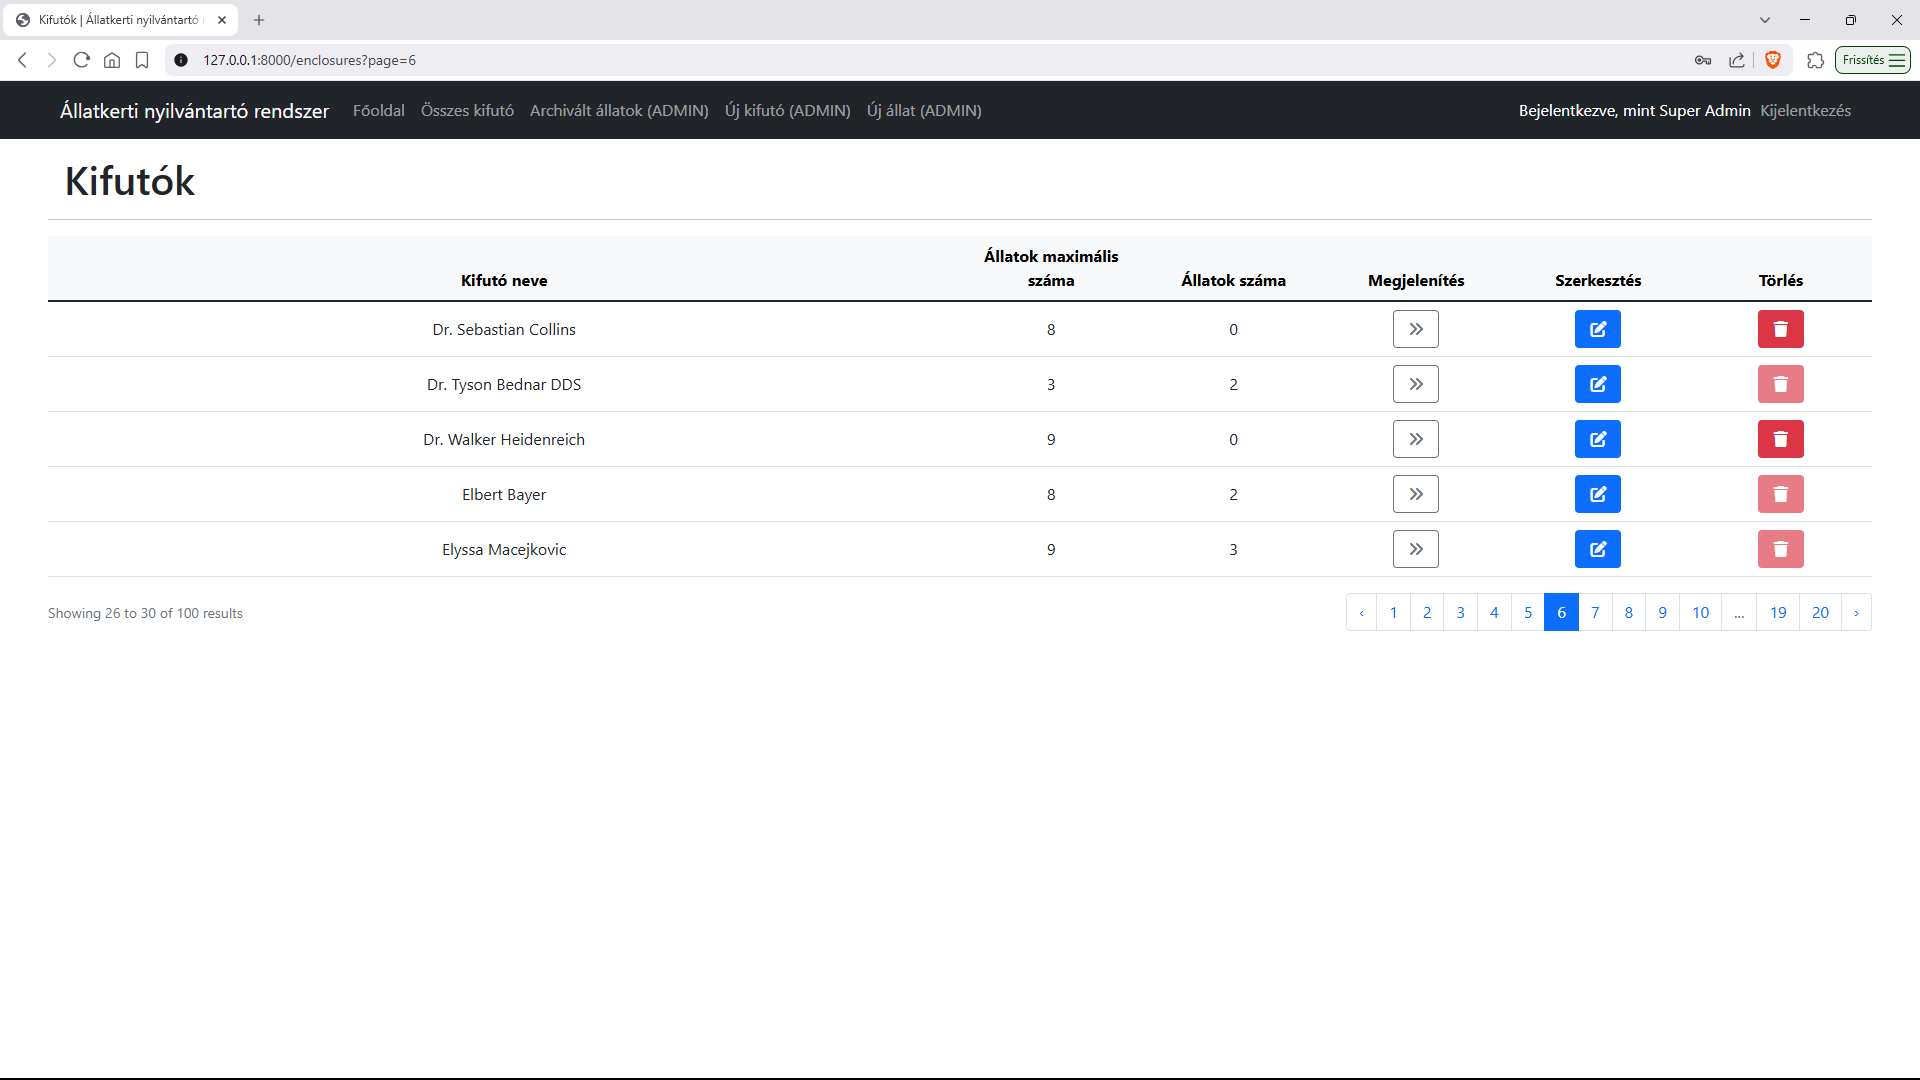 Kifutók | Állatkerti nyilvántartó
127.0.0.1:8000/enclosures?page=6
Frissítés
Állatkerti nyilvántartó rendszer Főoldal Összes kifutó Archivált állatok (ADMIN) Új kifutó (ADMIN) Új állat (ADMIN) Bejelentkezve, mint Super Admin Kijelentkezés
Kifutók
Állatok maximális
Kifutó neve száma Állatok száma Megjelenítés Szerkesztés Törlés
Dr. Sebastian Collins 8 0
Dr. Tyson Bednar DDS 3 2
Dr. Walker Heidenreich 9 0
Elbert Bayer 8 2
Elyssa Macejkovic 9 3
Showing 26 to 30 of 100 results ‹ 1 2 3 4 5 6 7 8 9 10 ... 19 20 ›